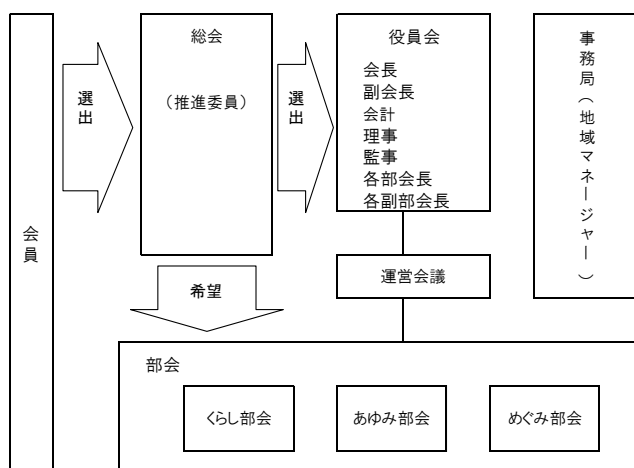 会員
選出
総会
（推進委員）
選出
役員会
会長
副会長
会計
理事
監事
各部会長
各副部会長
事務局（地域マネージャー）
運営会議
希望
部会
くらし部会
あゆみ部会
めぐみ部会